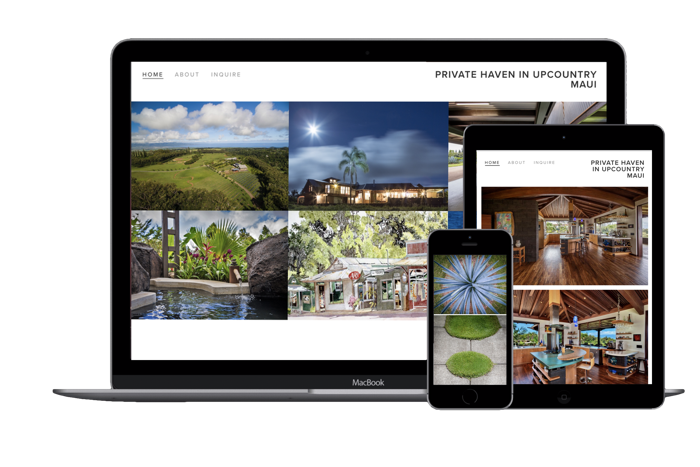 HOME ABOUT INQUIRE
PRIVATE HAVEN IN UPCOUNTRY
MAUI
HOME ABOUT INQUIRE
PRIVATE HAVEN
IN UPCOUNTRY
MAUI
MacBook